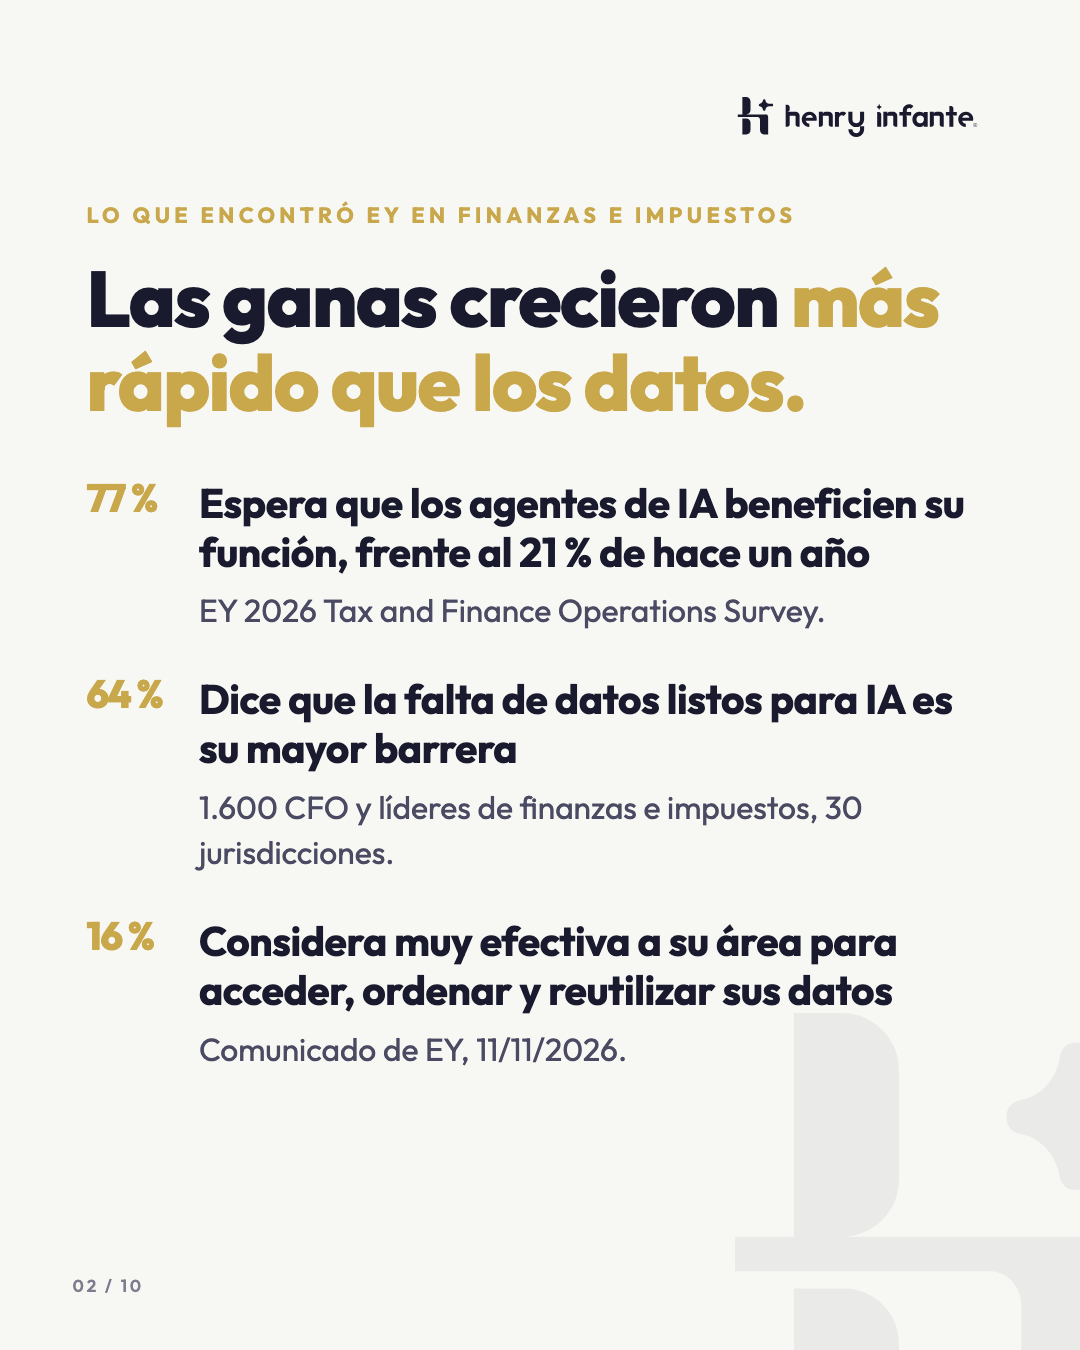 henry infante
LO QUE ENCONTRÓ EY EN FINANZAS E IMPUESTOS
Las ganas crecieron más
rápido que los datos.
77 %
Espera que los agentes de IA beneficien su
función, frente al 21 % de hace un año
EY 2026 Tax and Finance Operations Survey.
64 %
Dice que la falta de datos listos para IA es
su mayor barrera
1.600 CFO y líderes de finanzas e impuestos, 30
jurisdicciones.
16 %
Considera muy efectiva a su área para
acceder, ordenar y reutilizar sus datos
Comunicado de EY, 11/11/2026.
02 / 10